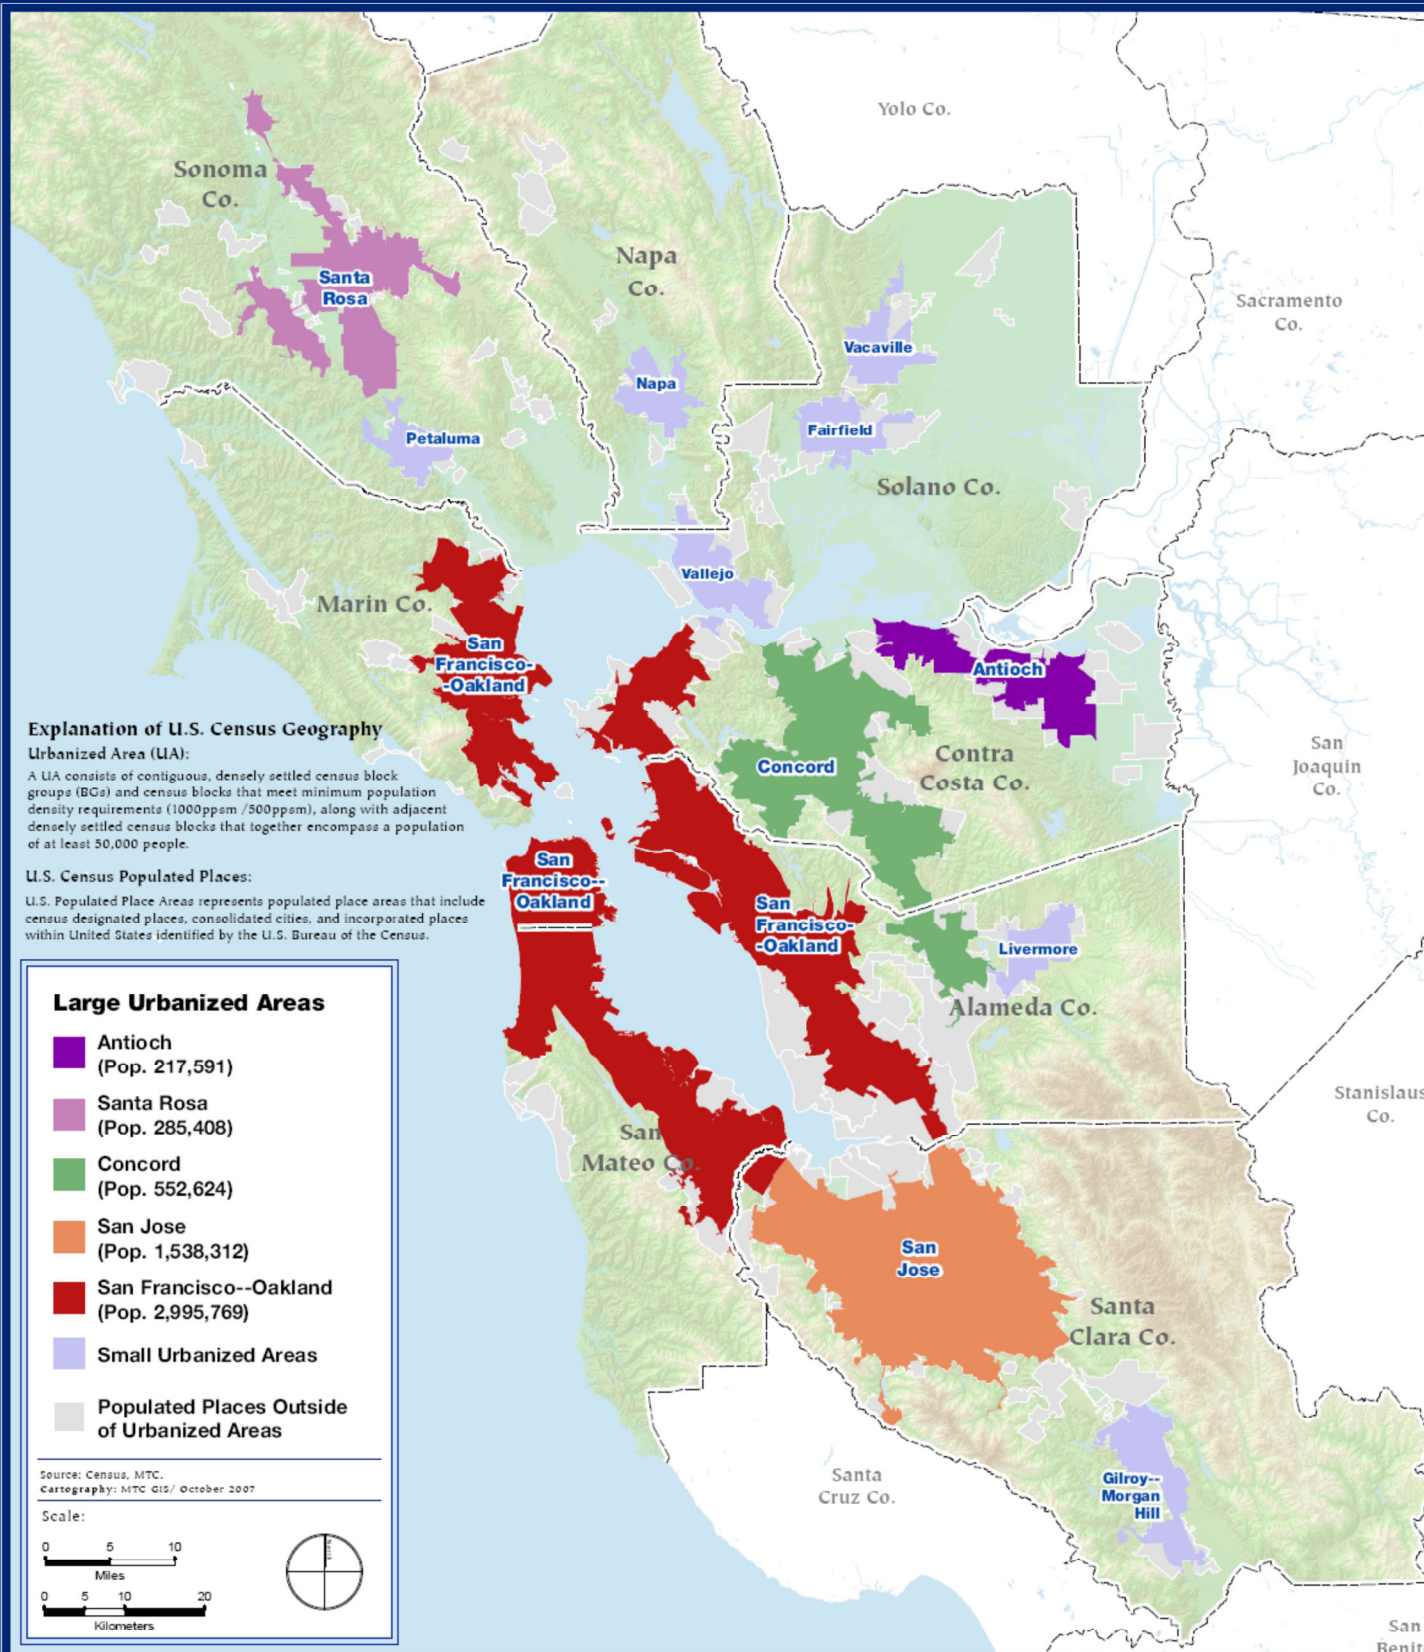 Yolo Co.
Sonoma
Co.
Napa
Co.
Santa
Rosa
Sacramento
Co.
Vacaville
Napa
Fairfield
Petaluma
Solano Co.
Vallejo
Marin Co.
San
Francisco-
-Oakland
Antioch
Contra
Costa Co.
Concord
San
Joaquin
Co.
Explanation of U.S. Census Geography
Urbanized Area (UA):
A UA consists of contiguous, densely settled census block
groups (BGs) and census blocks that meet minimum population
density requirements (1000ppsm /500ppsm), along with adjacent
densely settled census blocks that together encompass a population
of at least 50,000 people.
U.S. Census Populated Places:
U.S. Populated Place Areas represents populated place areas that include
census designated places, consolidated cities, and incorporated places
within United States identified by the U.S. Bureau of the Census.
San
Francisco--
Oakland
San
Francisco-
-Oakland
Livermore
Alameda Co.
Stanislaus
Co.
San
Mateo Co.
San
Jose
Santa
Clara Co.
Santa
Cruz Co.
Gilroy--
Morgan
Hill
San
Benit
Large Urbanized Areas
Antioch
(Pop. 217,591)
Santa Rosa
(Pop. 285,408)
Concord
(Pop. 552,624)
San Jose
(Pop. 1,538,312)
San Francisco--Oakland
(Pop. 2,995,769)
Small Urbanized Areas
Populated Places Outside
of Urbanized Areas
Source: Census, MTC.
Cartography: MTC GIS/ October 2007
Scale:
0 5 10
Miles
0 5 10 20
Kilometers
North